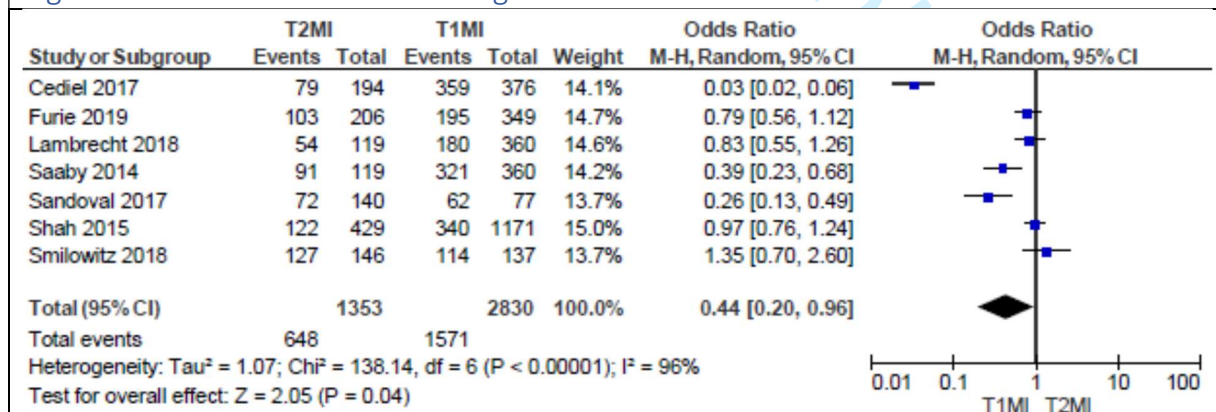 T2MI T1MI Odds Ratio Odds Ratio
Study or Subgroup Events Total Events Total Weight M-H, Random, 95% CI M-H, Random, 95% CI
Cediel 2017 79 194 359 376 14.1% 0.03 [0.02, 0.06]
Furie 2019 103 206 195 349 14.7% 0.79 [0.56, 1.12]
Lambrecht 2018 54 119 180 360 14.6% 0.83 [0.55, 1.26]
Saaby 2014 91 119 321 360 14.2% 0.39 [0.23, 0.68]
Sandoval 2017 72 140 62 77 13.7% 0.26 [0.13, 0.49]
Shah 2015 122 429 340 1171 15.0% 0.97 [0.76, 1.24]
Smilowitz 2018 127 146 114 137 13.7% 1.35 [0.70, 2.60]
Total (95% CI) 1353 2830 100.0% 0.44 [0.20, 0.96]
Total events 648 1571
Heterogeneity: Tau² = 1.07; Chi² = 138.14, df = 6 (P < 0.00001); I² = 96%
Test for overall effect: Z = 2.05 (P = 0.04)
0.01 0.1 1 10 100
T1MI T2MI